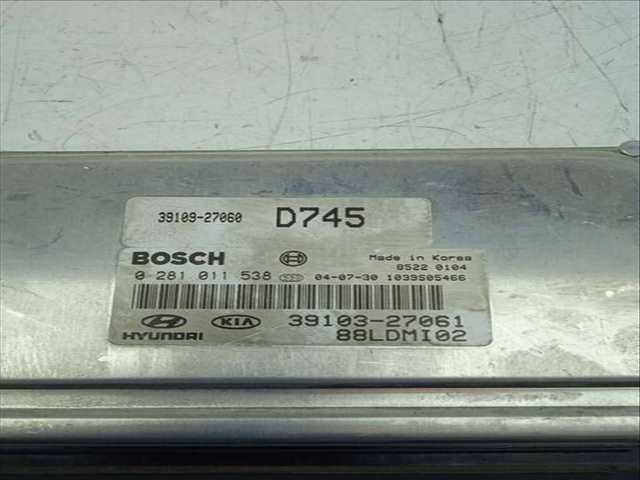 39109-27060 D745
BOSCH Made in Korea
8522 0104
0 281 011 538 04-07-30 1039S05466
HYUNDAI KIA 39103-27061
88LDMI02